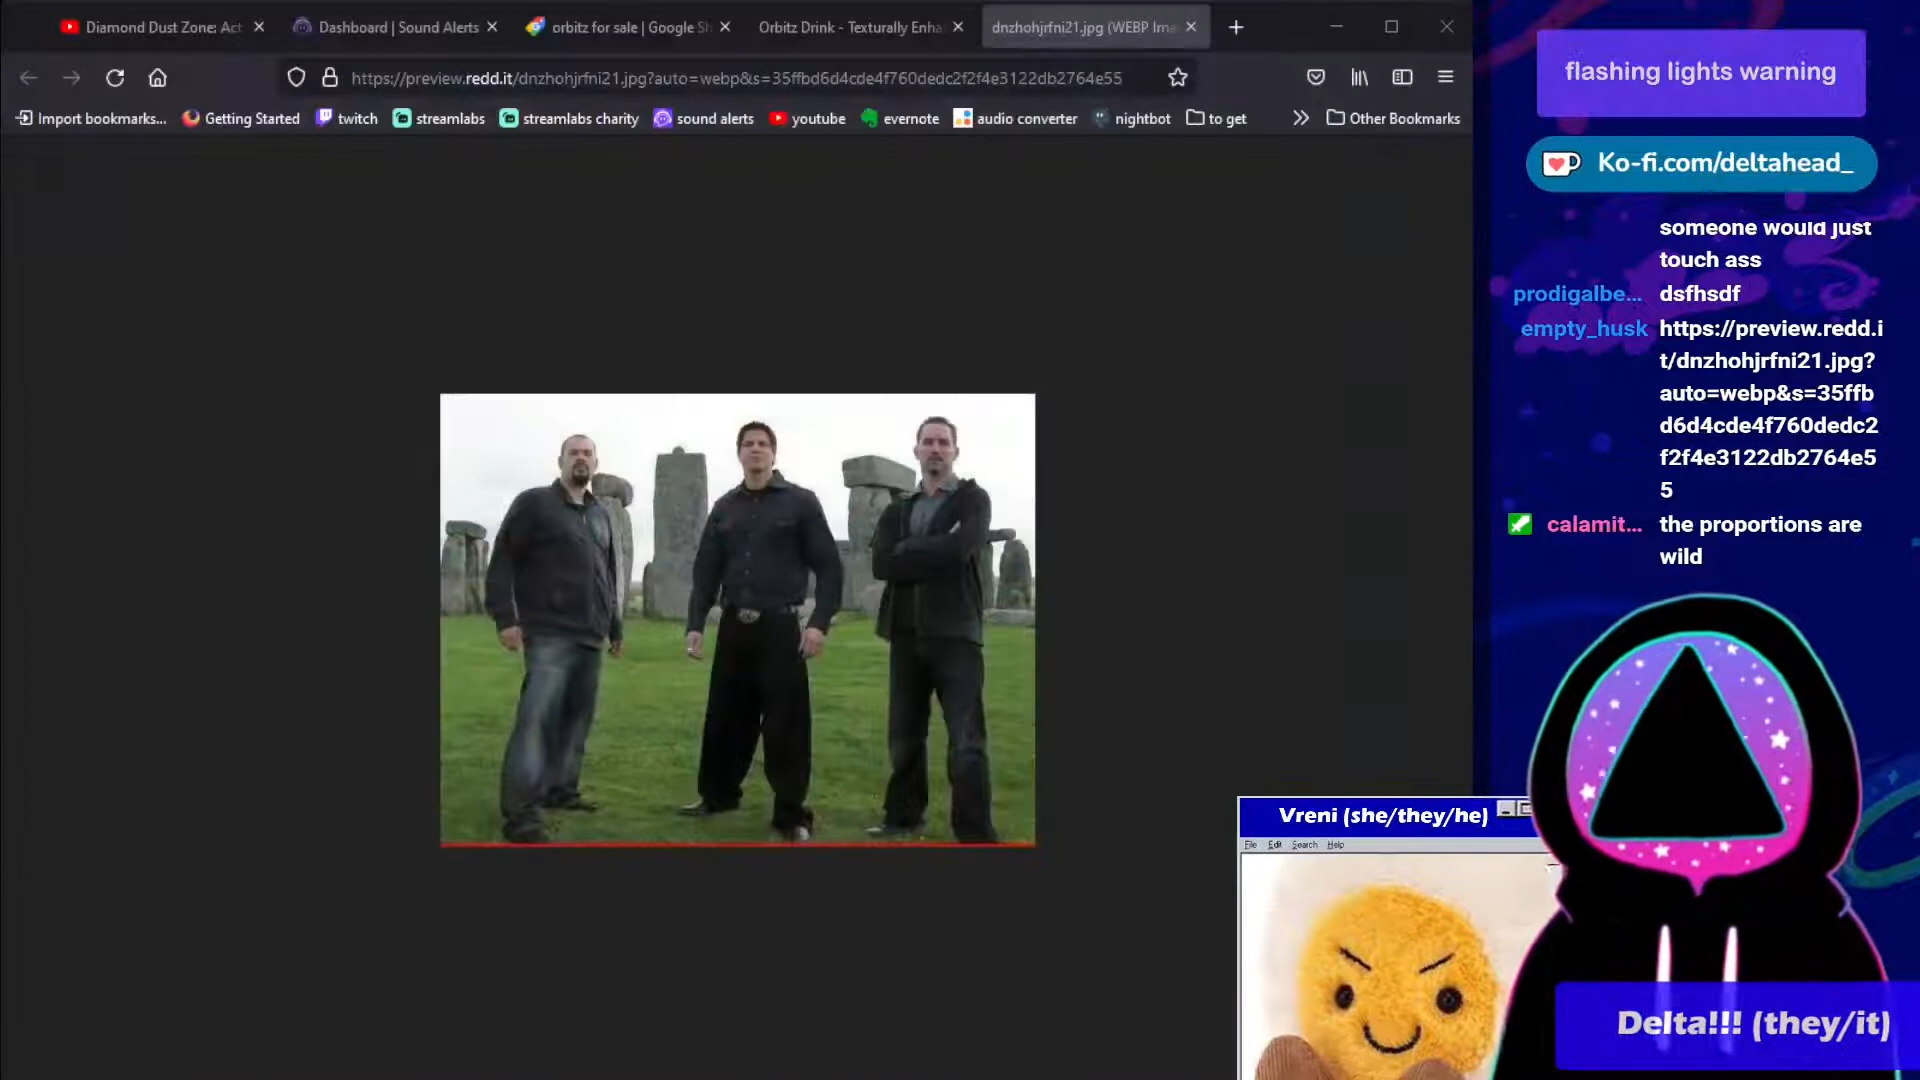 Diamond Dust Zone: Act
Dashboard | Sound Alerts
orbitz for sale | Google Sh
Orbitz Drink - Texturally Enha
dnzhohjrfni21.jpg (WEBP Ima
https://preview.redd.it/dnzhohjrfni21.jpg?auto=webp&s=35ffbd6d4cde4f760dedc2f2f4e3122db2764e55
Import bookmarks...
Getting Started
twitch
streamlabs
streamlabs charity
sound alerts
youtube
evernote
audio converter
nightbot
to get
Other Bookmarks
flashing lights warning
Ko-fi.com/deltahead_
someone would just
touch ass
prodigalbe... dsfhsdf
empty_husk https://preview.redd.i
t/dnzhohjrfni21.jpg?
auto=webp&s=35ffb
d6d4cde4f760dedc2
f2f4e3122db2764e5
5
calamit... the proportions are
wild
Vreni (she/they/he)
File Edit Search Help
Delta!!! (they/it)